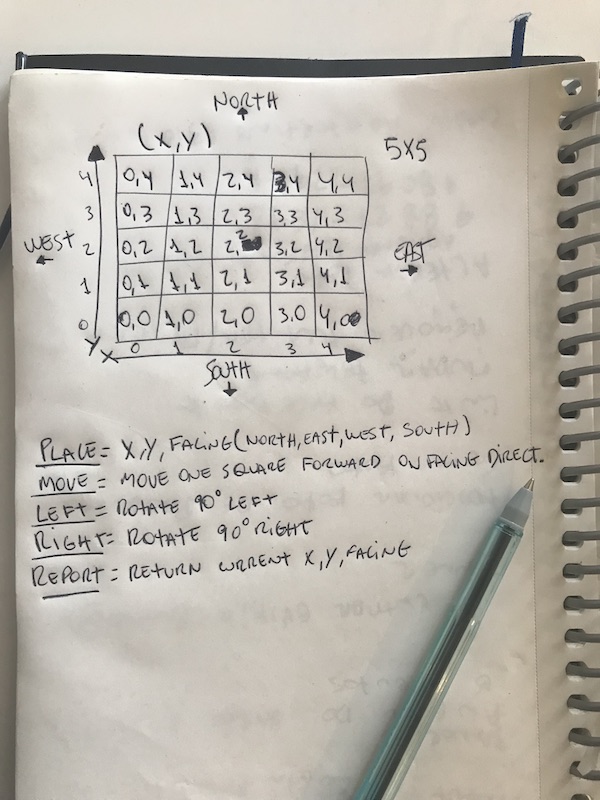 NORTH
(X,Y)
5X5
4 0,4 1,4 2,4 3,4 4,4
3 0,3 1,3 2,3 3,3 4,3
WEST 2 0,2 1,2 2,2 3,2 4,2 EAST
1 0,1 1,1 2,1 3,1 4,1
0 0,0 1,0 2,0 3,0 4,0
Y X 0 1 2 3 4
SOUTH
PLACE = X,Y, FACING(NORTH, EAST, WEST, SOUTH)
MOVE = MOVE ONE SQUARE FORWARD ON FACING DIRECT.
LEFT = ROTATE 90° LEFT
RIGHT = ROTATE 90° RIGHT
REPORT = RETURN CURRENT X,Y, FACING